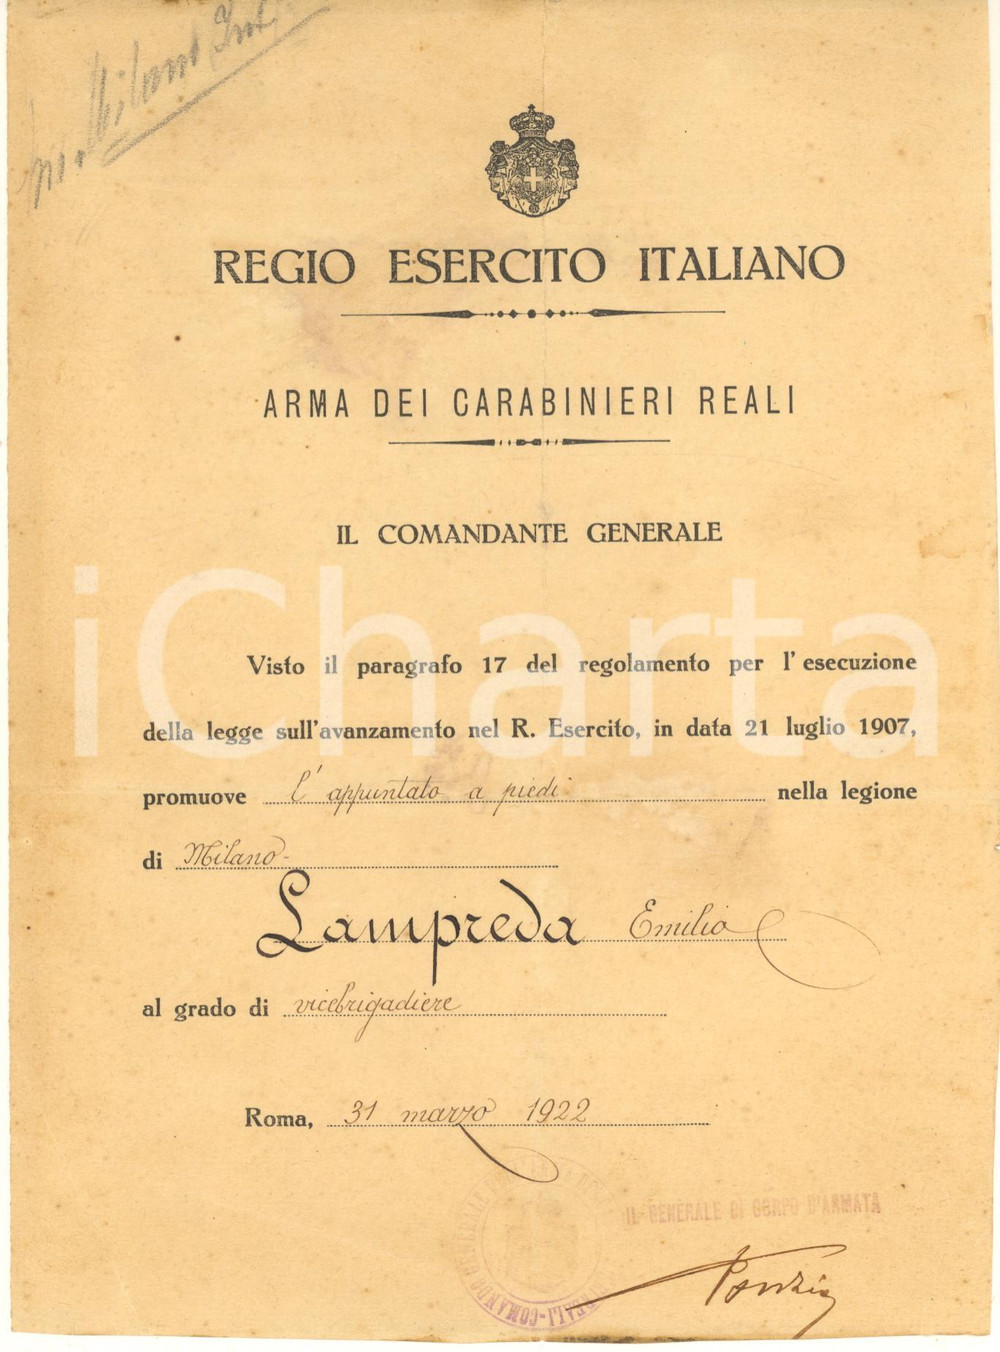 REGIO ESERCITO ITALIANO
ARMA DEI CARABINIERI REALI
IL COMANDANTE GENERALE
Visto il paragrafo 17 del regolamento per l'esecuzione
della legge sull'avanzamento nel R. Esercito, in data 21 luglio 1907,
promuove l'appuntato a piedi nella legione
di Milano-
Lampreda Emilio
al grado di vicebrigadiere
Roma, 31 marzo 1922
IL GENERALE DI CORPO D'ARMATA
iCharta